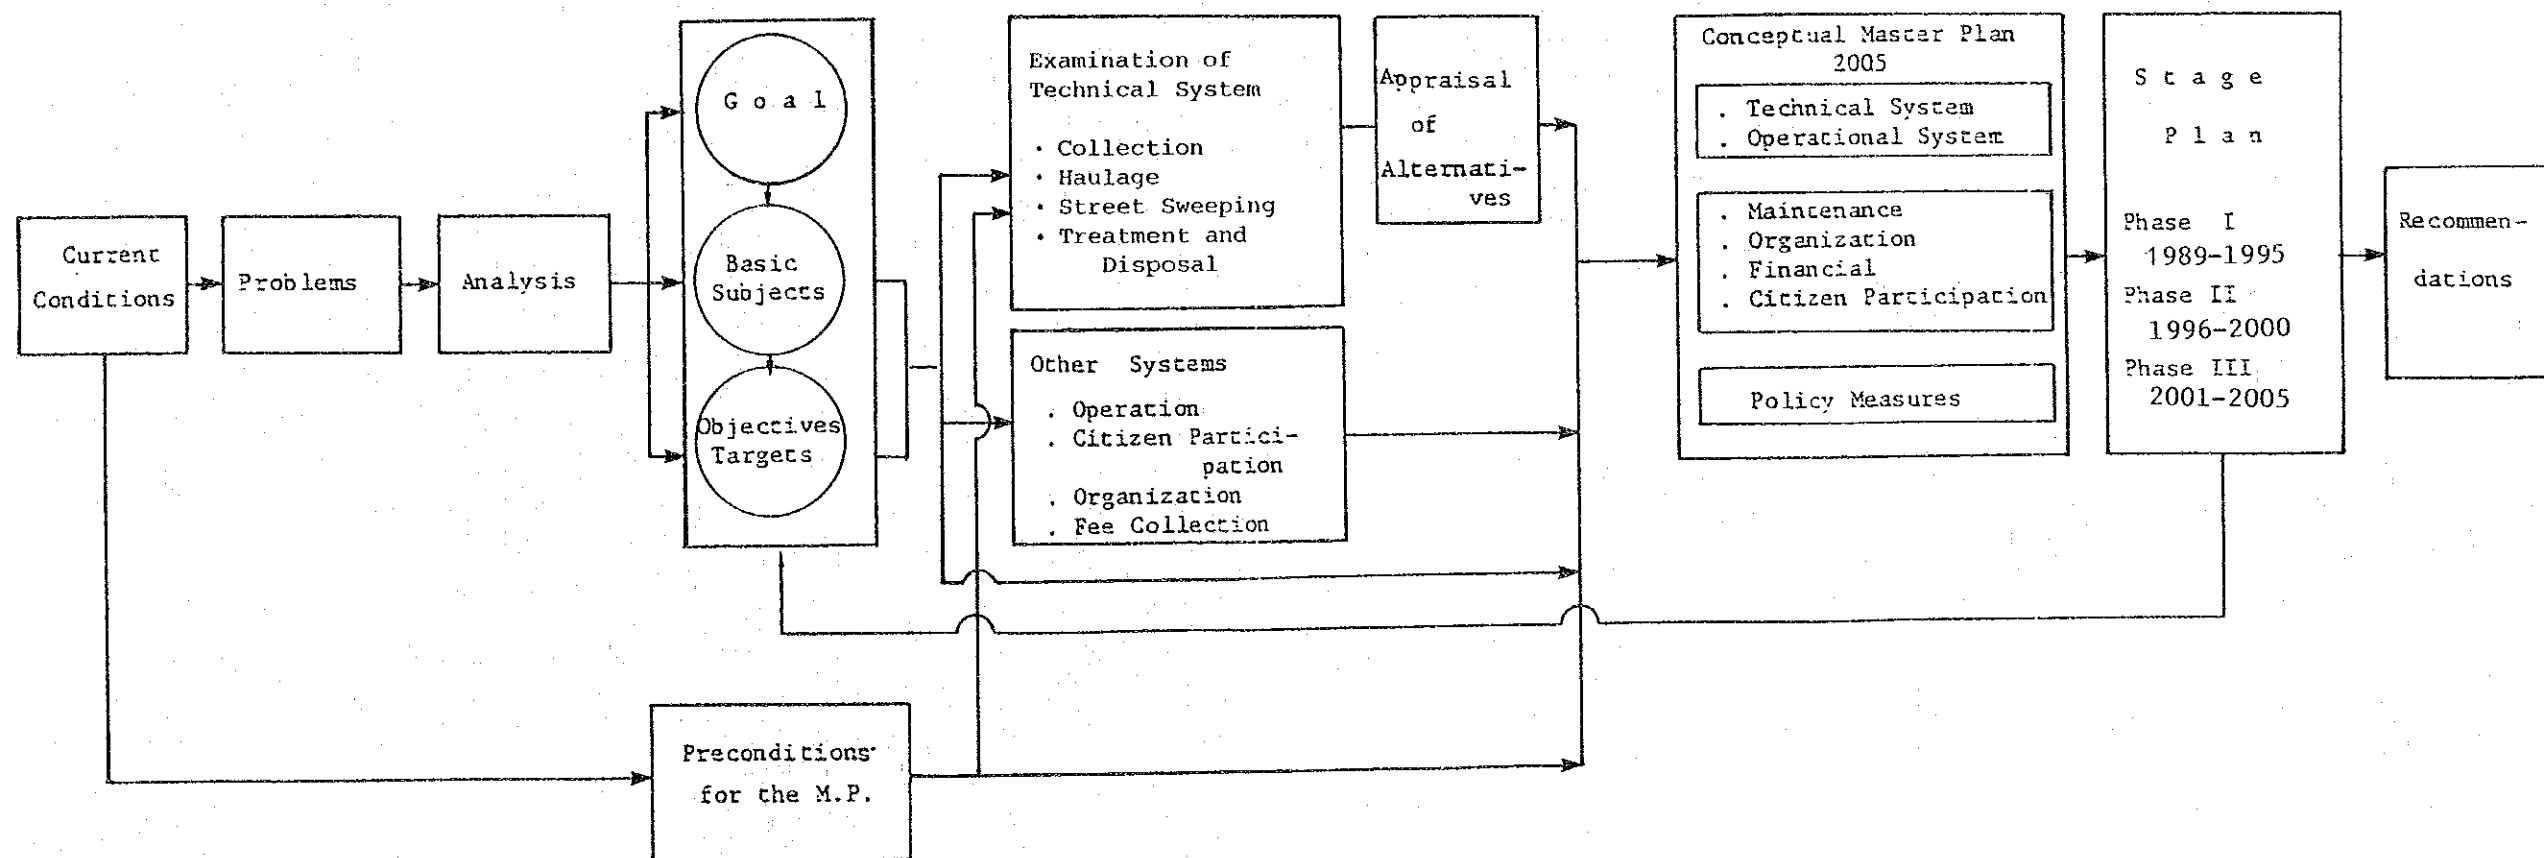 Current
Conditions
Problems
Analysis
Goal
Basic
Subjects
Objectives
Targets
Examination of
Technical System
· Collection
· Haulage
· Street Sweeping
· Treatment and
Disposal
Other Systems
. Operation
. Citizen Partici-
pation
. Organization
. Fee Collection
Appraisal
of
Alternati-
ves
Conceptual Master Plan
2005
. Technical System
. Operational System
. Maintenance
. Organization
. Financial
. Citizen Participation
Policy Measures
Stage
Plan
Phase I
1989-1995
Phase II
1996-2000
Phase III
2001-2005
Recommen-
dations
Preconditions
for the M.P.